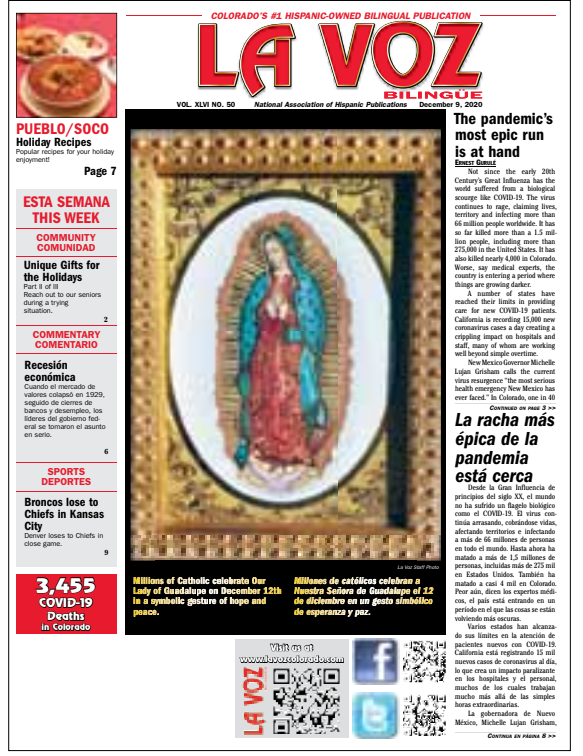 COLORADO'S #1 HISPANIC-OWNED BILINGUAL PUBLICATION
LA VOZ
BILINGÜE
VOL. XLVI NO. 50
National Association of Hispanic Publications
December 9, 2020
PUEBLO/SOCO
Holiday Recipes
Popular recipes for your holiday
enjoyment!
Page 7
ESTA SEMANA
THIS WEEK
COMMUNITY
COMUNIDAD
Unique Gifts for
the Holidays
Part II of III
Reach out to our seniors
during a trying
situation.
2
COMMENTARY
COMENTARIO
Recesión
económica
Cuando el mercado de
valores colapsó en 1929,
seguido de cierres de
bancos y desempleo, los
líderes del gobierno fed-
eral se tomaron el asunto
en serio.
6
SPORTS
DEPORTES
Broncos lose to
Chiefs in Kansas
City
Denver loses to Chiefs in
close game.
9
3,455
COVID-19
Deaths
in Colorado
La Voz Staff Photo
Millions of Catholic celebrate Our
Lady of Guadalupe on December 12th
in a symbolic gesture of hope and
peace.
Millones de católicos celebran a
Nuestra Señora de Guadalupe el 12
de diciembre en un gesto simbólico
de esperanza y paz.
Visit us at
www.lavozcolorado.com
LA VOZ
The pandemic's
most epic run
is at hand
ERNEST GURULÉ
Not since the early 20th
Century's Great Influenza has the
world suffered from a biological
scourge like COVID-19. The virus
continues to rage, claiming lives,
territory and infecting more than
66 million people worldwide. It has
so far killed more than a 1.5 mil-
lion people, including more than
275,000 in the United States. It has
also killed nearly 4,000 in Colorado.
Worse, say medical experts, the
country is entering a period where
things are growing darker.
A number of states have
reached their limits in providing
care for new COVID-19 patients.
California is recording 15,000 new
coronavirus cases a day creating a
crippling impact on hospitals and
staff, many of whom are working
well beyond simple overtime.
New Mexico Governor Michelle
Lujan Grisham calls the current
virus resurgence "the most serious
health emergency New Mexico has
ever faced." In Colorado, one in 40
CONTINUED ON PAGE 3 >>
La racha más
épica de la
pandemia
está cerca
Desde la Gran Influencia de
principios del siglo XX, el mundo
no ha sufrido un flagelo biológico
como el COVID-19. El virus con-
tinúa arrasando, cobrándose vidas,
afectando territorios e infectando
a más de 66 millones de personas
en todo el mundo. Hasta ahora ha
matado a más de 1,5 millones de
personas, incluidas más de 275 mil
en Estados Unidos. También ha
matado a casi 4 mil en Colorado.
Peor aún, dicen los expertos médi-
cos, el país está entrando en un
período en el que las cosas se están
volviendo más oscuras.
Varios estados han alcanza-
do sus límites en la atención de
pacientes nuevos con COVID-19.
California está registrando 15 mil
nuevos casos de coronavirus al día,
lo que crea un impacto paralizante
en los hospitales y el personal,
muchos de los cuales trabajan
mucho más allá de las simples
horas extraordinarias.
La gobernadora de Nuevo
México, Michelle Lujan Grisham,
CONTINUA EN PÁGINA 8 >>